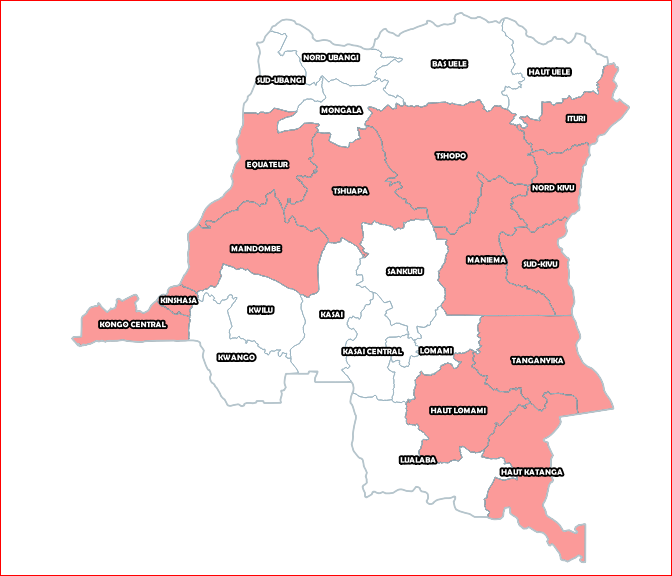 NORD UBANGI
BAS UELE
HAUT UELE
SUD-UBANGI
MONGALA
ITURI
TSHOPO
EQUATEUR
NORD KIVU
TSHUAPA
MAINDOMBE
MANIEMA
SUD-KIVU
SANKURU
KINSHASA
KWILU
KASAI
KONGO CENTRAL
KASAI CENTRAL
LOMAMI
KWANGO
TANGANYIKA
HAUT LOMAMI
LUALABA
HAUT KATANGA